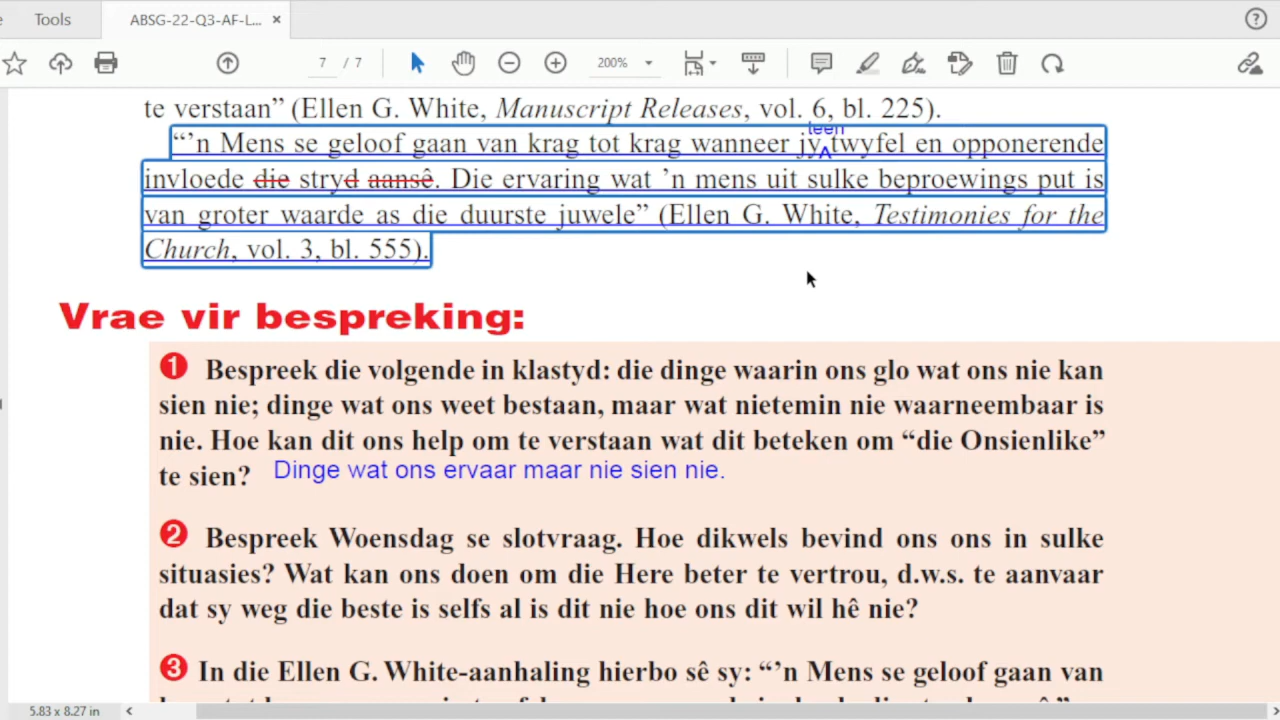 Tools
ABSG-22-Q3-AF-L... ×
7 / 7
200%
te verstaan” (Ellen G. White, Manuscript Releases, vol. 6, bl. 225).
“’n Mens se geloof gaan van krag tot krag wanneer jy teen twyfel en opponerende
invloede die stryd aansê. Die ervaring wat ’n mens uit sulke beproewings put is
van groter waarde as die duurste juwele” (Ellen G. White, Testimonies for the
Church, vol. 3, bl. 555).
Vrae vir bespreking:
1 Bespreek die volgende in klastyd: die dinge waarin ons glo wat ons nie kan
sien nie; dinge wat ons weet bestaan, maar wat nietemin nie waarneembaar is
nie. Hoe kan dit ons help om te verstaan wat dit beteken om “die Onsienlike”
te sien? Dinge wat ons ervaar maar nie sien nie.
2 Bespreek Woensdag se slotvraag. Hoe dikwels bevind ons ons in sulke
situasies? Wat kan ons doen om die Here beter te vertrou, d.w.s. te aanvaar
dat sy weg die beste is selfs al is dit nie hoe ons dit wil hê nie?
3 In die Ellen G. White-aanhaling hierbo sê sy: “’n Mens se geloof gaan van
5.83 x 8.27 in